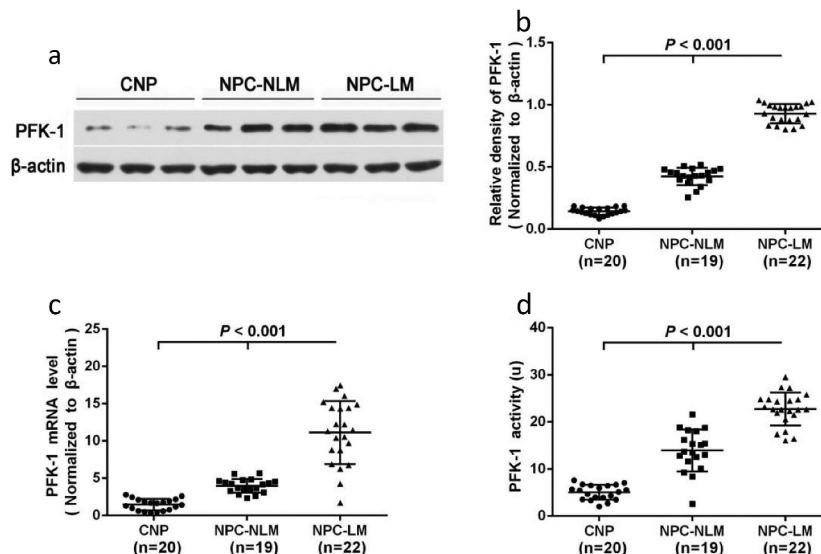 a
CNP NPC-NLM NPC-LM
PFK-1
β-actin
b
P < 0.001
Relative density of PFK-1
( Normalized to β-actin )
1.5
1.0
0.5
0.0
CNP NPC-NLM NPC-LM
(n=20) (n=19) (n=22)
c
P < 0.001
PFK-1 mRNA level
( Normalized to β-actin )
25
20
15
10
5
0
CNP NPC-NLM NPC-LM
(n=20) (n=19) (n=22)
d
P < 0.001
PFK-1 activity (u)
40
30
20
10
0
CNP NPC-NLM NPC-LM
(n=20) (n=19) (n=22)